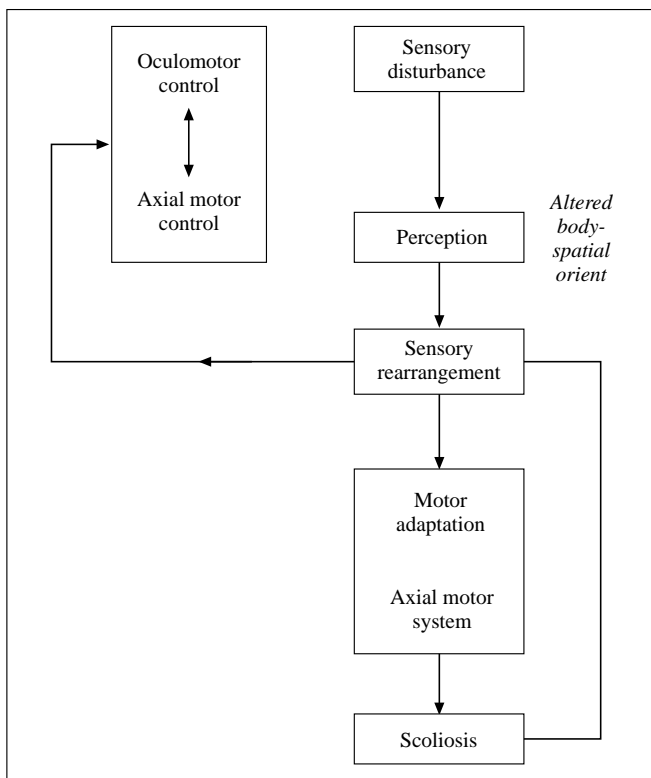 Oculomotor
control
Axial motor
control
Sensory
disturbance
Perception
Altered
body-
spatial
orient
Sensory
rearrangement
Motor
adaptation
Axial motor
system
Scoliosis